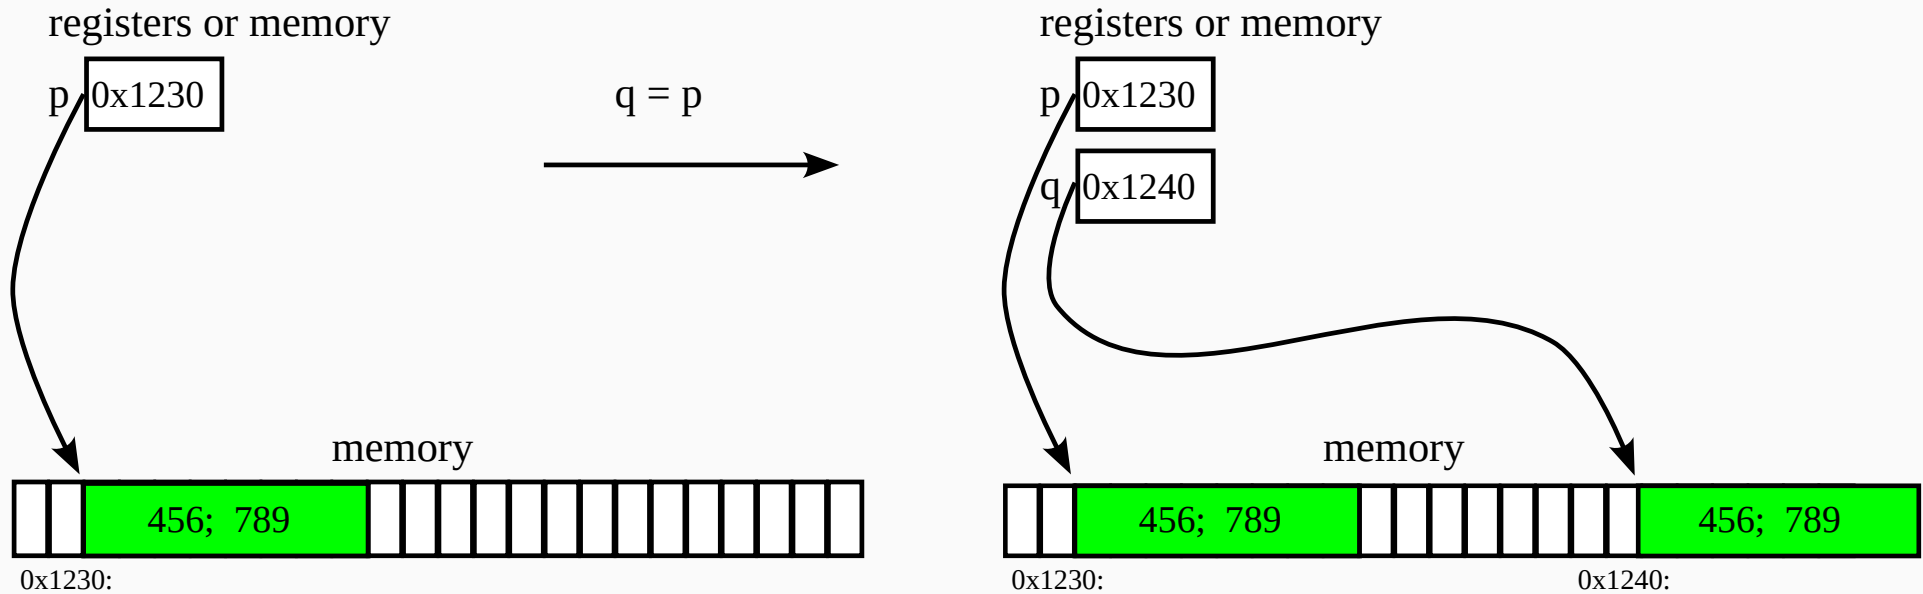 registers or memory
p 0x1230
q = p
memory
456; 789
0x1230:
registers or memory
p 0x1230
q 0x1240
memory
456; 789
456; 789
0x1230:
0x1240: